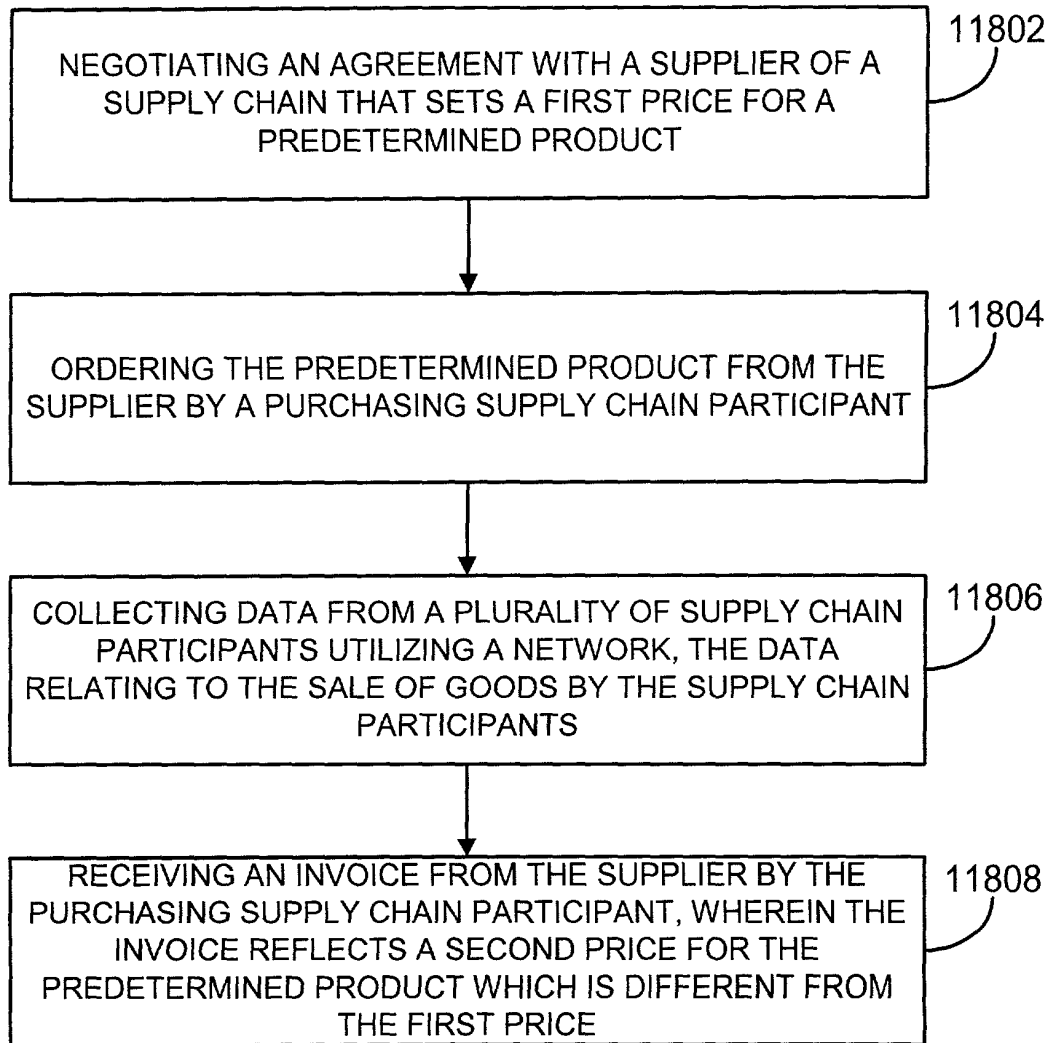 11802
NEGOTIATING AN AGREEMENT WITH A SUPPLIER OF A
SUPPLY CHAIN THAT SETS A FIRST PRICE FOR A
PREDETERMINED PRODUCT
11804
ORDERING THE PREDETERMINED PRODUCT FROM THE
SUPPLIER BY A PURCHASING SUPPLY CHAIN PARTICIPANT
11806
COLLECTING DATA FROM A PLURALITY OF SUPPLY CHAIN
PARTICIPANTS UTILIZING A NETWORK, THE DATA
RELATING TO THE SALE OF GOODS BY THE SUPPLY CHAIN
PARTICIPANTS
11808
RECEIVING AN INVOICE FROM THE SUPPLIER BY THE
PURCHASING SUPPLY CHAIN PARTICIPANT, WHEREIN THE
INVOICE REFLECTS A SECOND PRICE FOR THE
PREDETERMINED PRODUCT WHICH IS DIFFERENT FROM
THE FIRST PRICE